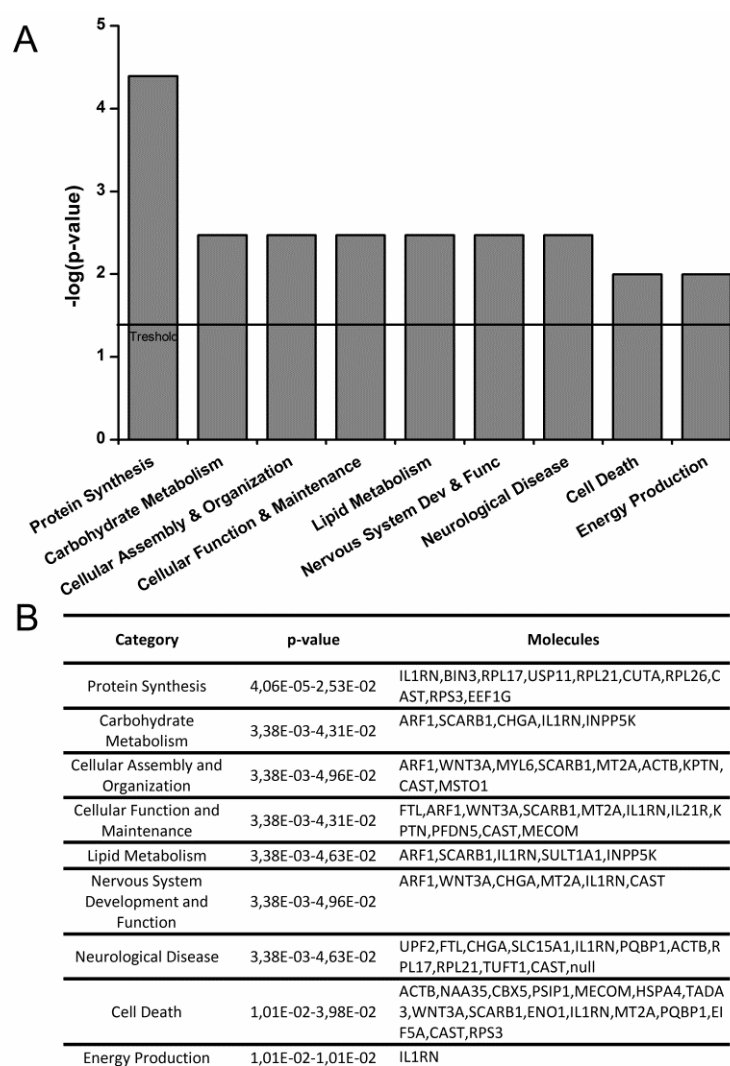 A
5
4
3
2
1
0
-log(p-value)
Treshold
Protein Synthesis
Carbohydrate Metabolism
Cellular Assembly & Organization
Cellular Function & Maintenance
Lipid Metabolism
Nervous System Dev & Func
Neurological Disease
Cell Death
Energy Production
B
Category p-value Molecules
Protein Synthesis 4,06E-05-2,53E-02 IL1RN,BIN3,RPL17,USP11,RPL21,CUTA,RPL26,C
AST,RPS3,EEF1G
Carbohydrate
Metabolism 3,38E-03-4,31E-02 ARF1,SCARB1,CHGA,IL1RN,INPP5K
Cellular Assembly and
Organization 3,38E-03-4,96E-02 ARF1,WNT3A,MYL6,SCARB1,MT2A,ACTB,KPTN,
CAST,MSTO1
Cellular Function and
Maintenance 3,38E-03-4,31E-02 FTL,ARF1,WNT3A,SCARB1,MT2A,IL1RN,IL21R,K
PTN,PFDN5,CAST,MECOM
Lipid Metabolism 3,38E-03-4,63E-02 ARF1,SCARB1,IL1RN,SULT1A1,INPP5K
Nervous System
Development and
Function 3,38E-03-4,96E-02 ARF1,WNT3A,CHGA,MT2A,IL1RN,CAST
Neurological Disease 3,38E-03-4,63E-02 UPF2,FTL,CHGA,SLC15A1,IL1RN,PQBP1,ACTB,R
PL17,RPL21,TUFT1,CAST,null
Cell Death 1,01E-02-3,98E-02 ACTB,NAA35,CBX5,PSIP1,MECOM,HSPA4,TADA
3,WNT3A,SCARB1,ENO1,IL1RN,MT2A,PQBP1,EI
F5A,CAST,RPS3
Energy Production 1,01E-02-1,01E-02 IL1RN